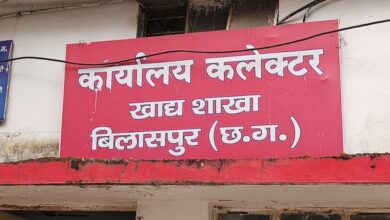 कार्यालय कलेक्टर
खाद्य शाखा
बिलासपुर (छ.ग.)